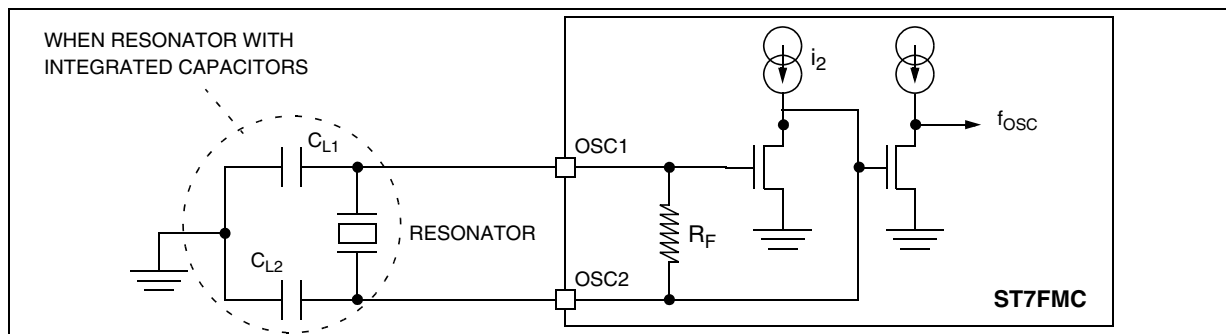 WHEN RESONATOR WITH
INTEGRATED CAPACITORS
i2
fOSC
CL1
OSC1
RESONATOR
RF
CL2
OSC2
ST7FMC